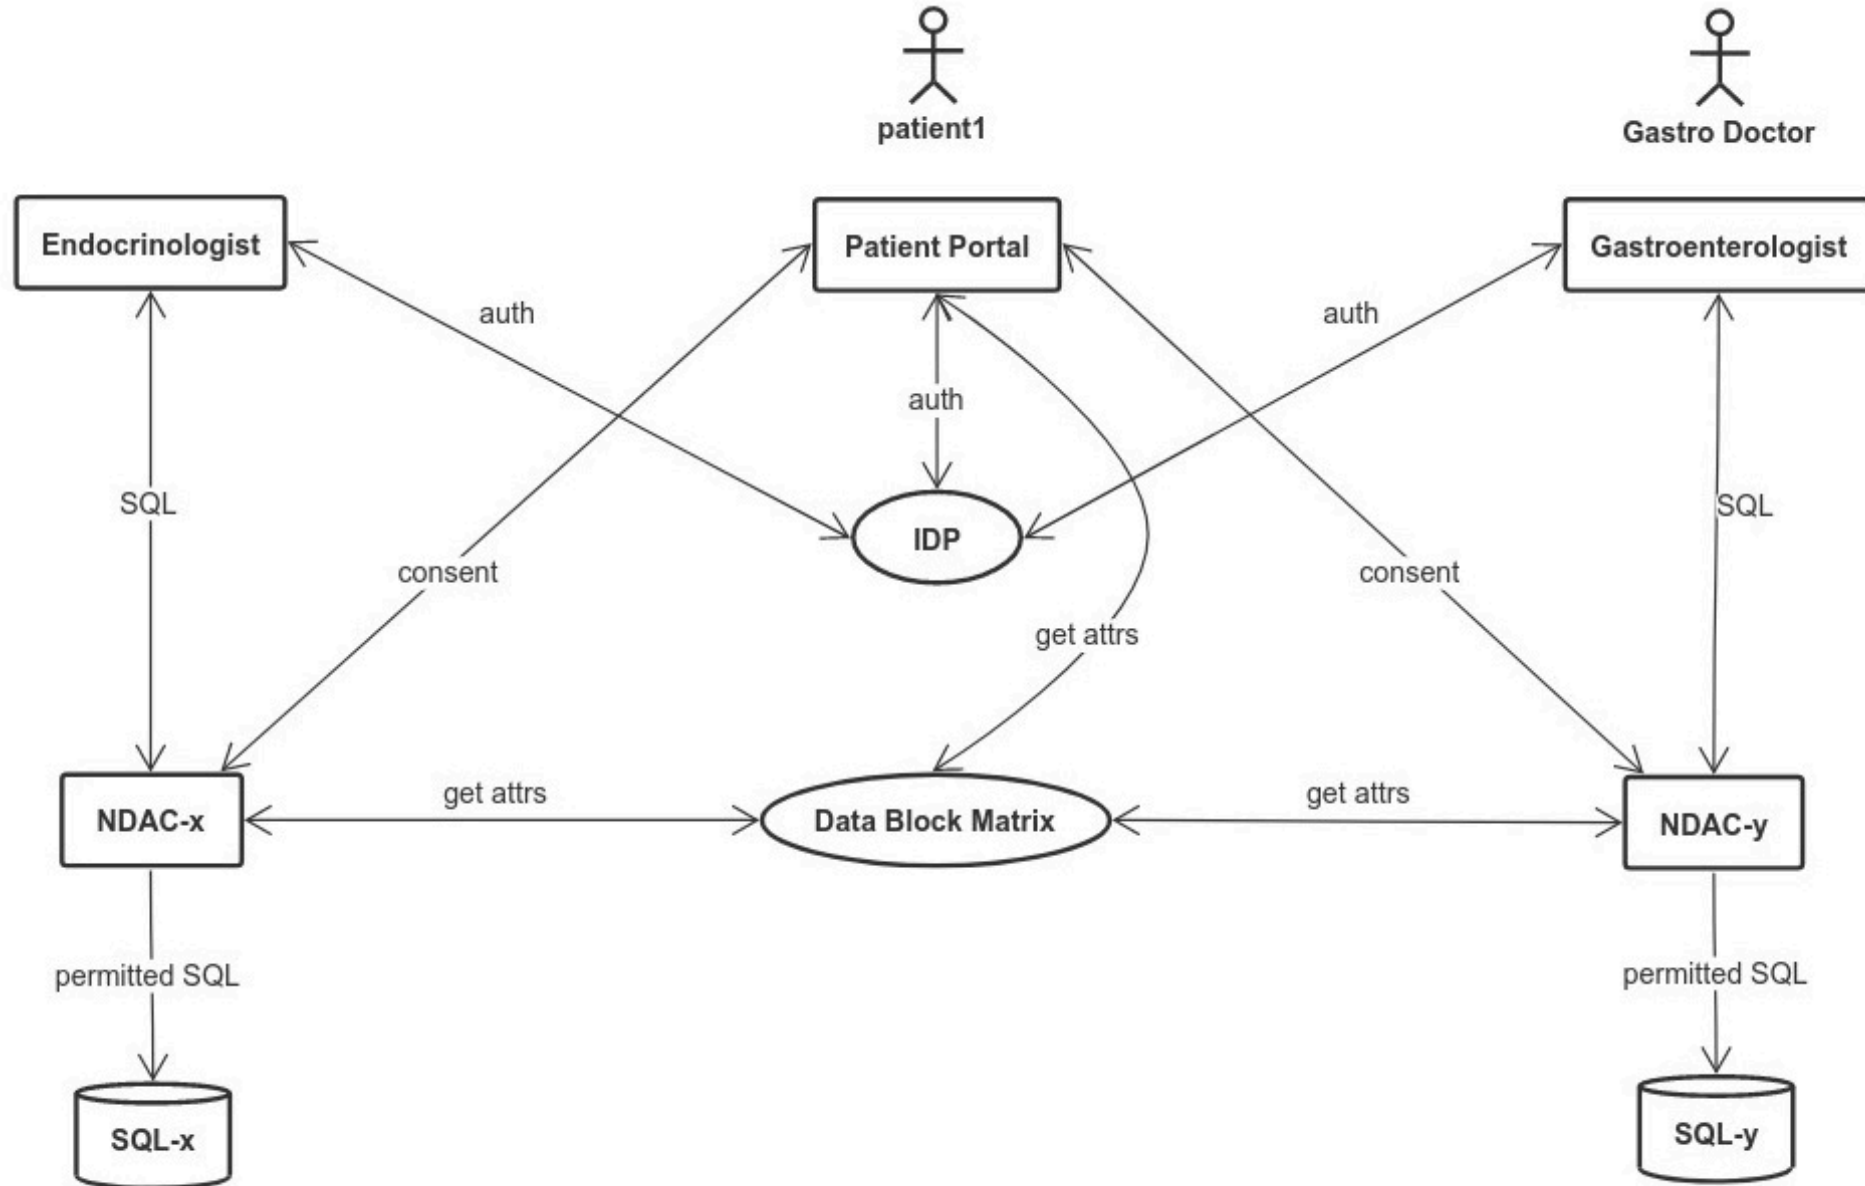 patient1
Gastro Doctor
Endocrinologist
Patient Portal
Gastroenterologist
auth
auth
auth
SQL
SQL
IDP
consent
consent
get attrs
get attrs
get attrs
NDAC-x
Data Block Matrix
NDAC-y
permitted SQL
permitted SQL
SQL-x
SQL-y